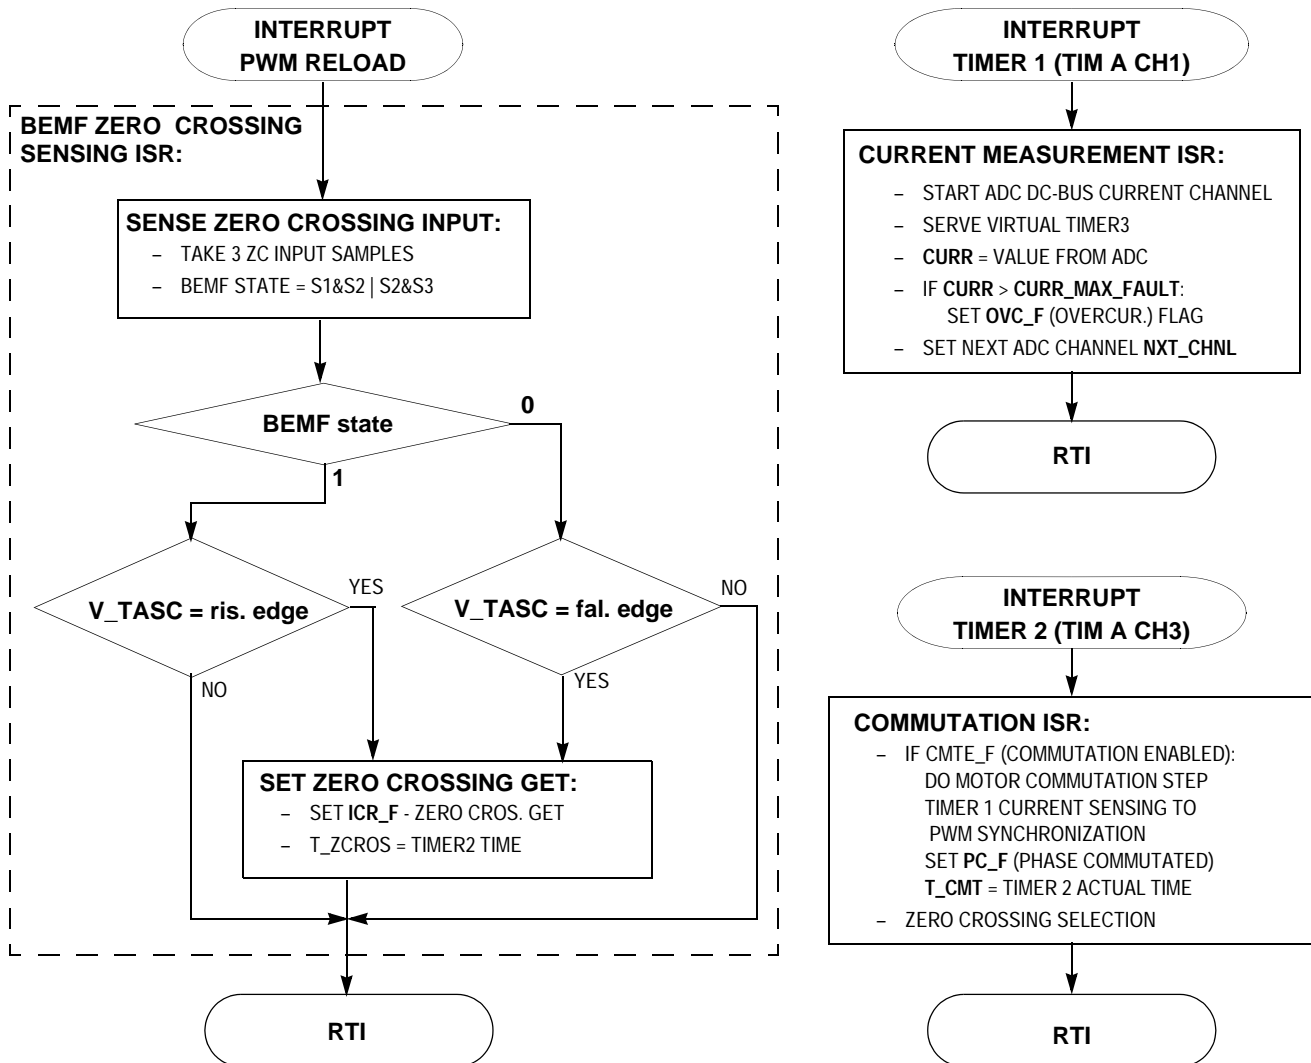 INTERRUPT
PWM RELOAD
BEMF ZERO CROSSING
SENSING ISR:
SENSE ZERO CROSSING INPUT:
– TAKE 3 ZC INPUT SAMPLES
– BEMF STATE = S1&S2 | S2&S3
BEMF state
0
1
V_TASC = ris. edge
YES
NO
V_TASC = fal. edge
NO
YES
SET ZERO CROSSING GET:
– SET ICR_F - ZERO CROS. GET
– T_ZCROS = TIMER2 TIME
RTI
INTERRUPT
TIMER 1 (TIM A CH1)
CURRENT MEASUREMENT ISR:
– START ADC DC-BUS CURRENT CHANNEL
– SERVE VIRTUAL TIMER3
– CURR = VALUE FROM ADC
– IF CURR > CURR_MAX_FAULT:
SET OVC_F (OVERCUR.) FLAG
– SET NEXT ADC CHANNEL NXT_CHNL
RTI
INTERRUPT
TIMER 2 (TIM A CH3)
COMMUTATION ISR:
– IF CMTE_F (COMMUTATION ENABLED):
DO MOTOR COMMUTATION STEP
TIMER 1 CURRENT SENSING TO
PWM SYNCHRONIZATION
SET PC_F (PHASE COMMUTATED)
T_CMT = TIMER 2 ACTUAL TIME
– ZERO CROSSING SELECTION
RTI